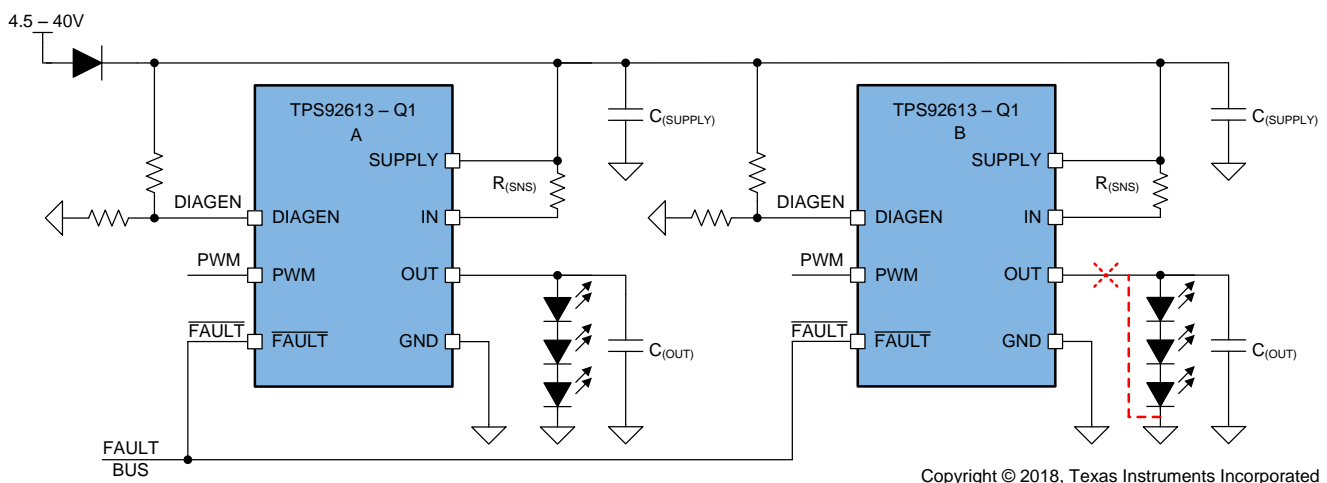 4.5 – 40V
TPS92613 – Q1
A
SUPPLY
DIAGEN
DIAGEN
IN
PWM
PWM
OUT
FAULT
FAULT
GND
R(SNS)
C(SUPPLY)
C(OUT)
TPS92613 – Q1
B
SUPPLY
DIAGEN
DIAGEN
IN
PWM
PWM
OUT
FAULT
FAULT
GND
R(SNS)
C(SUPPLY)
C(OUT)
FAULT
BUS
Copyright © 2018, Texas Instruments Incorporated